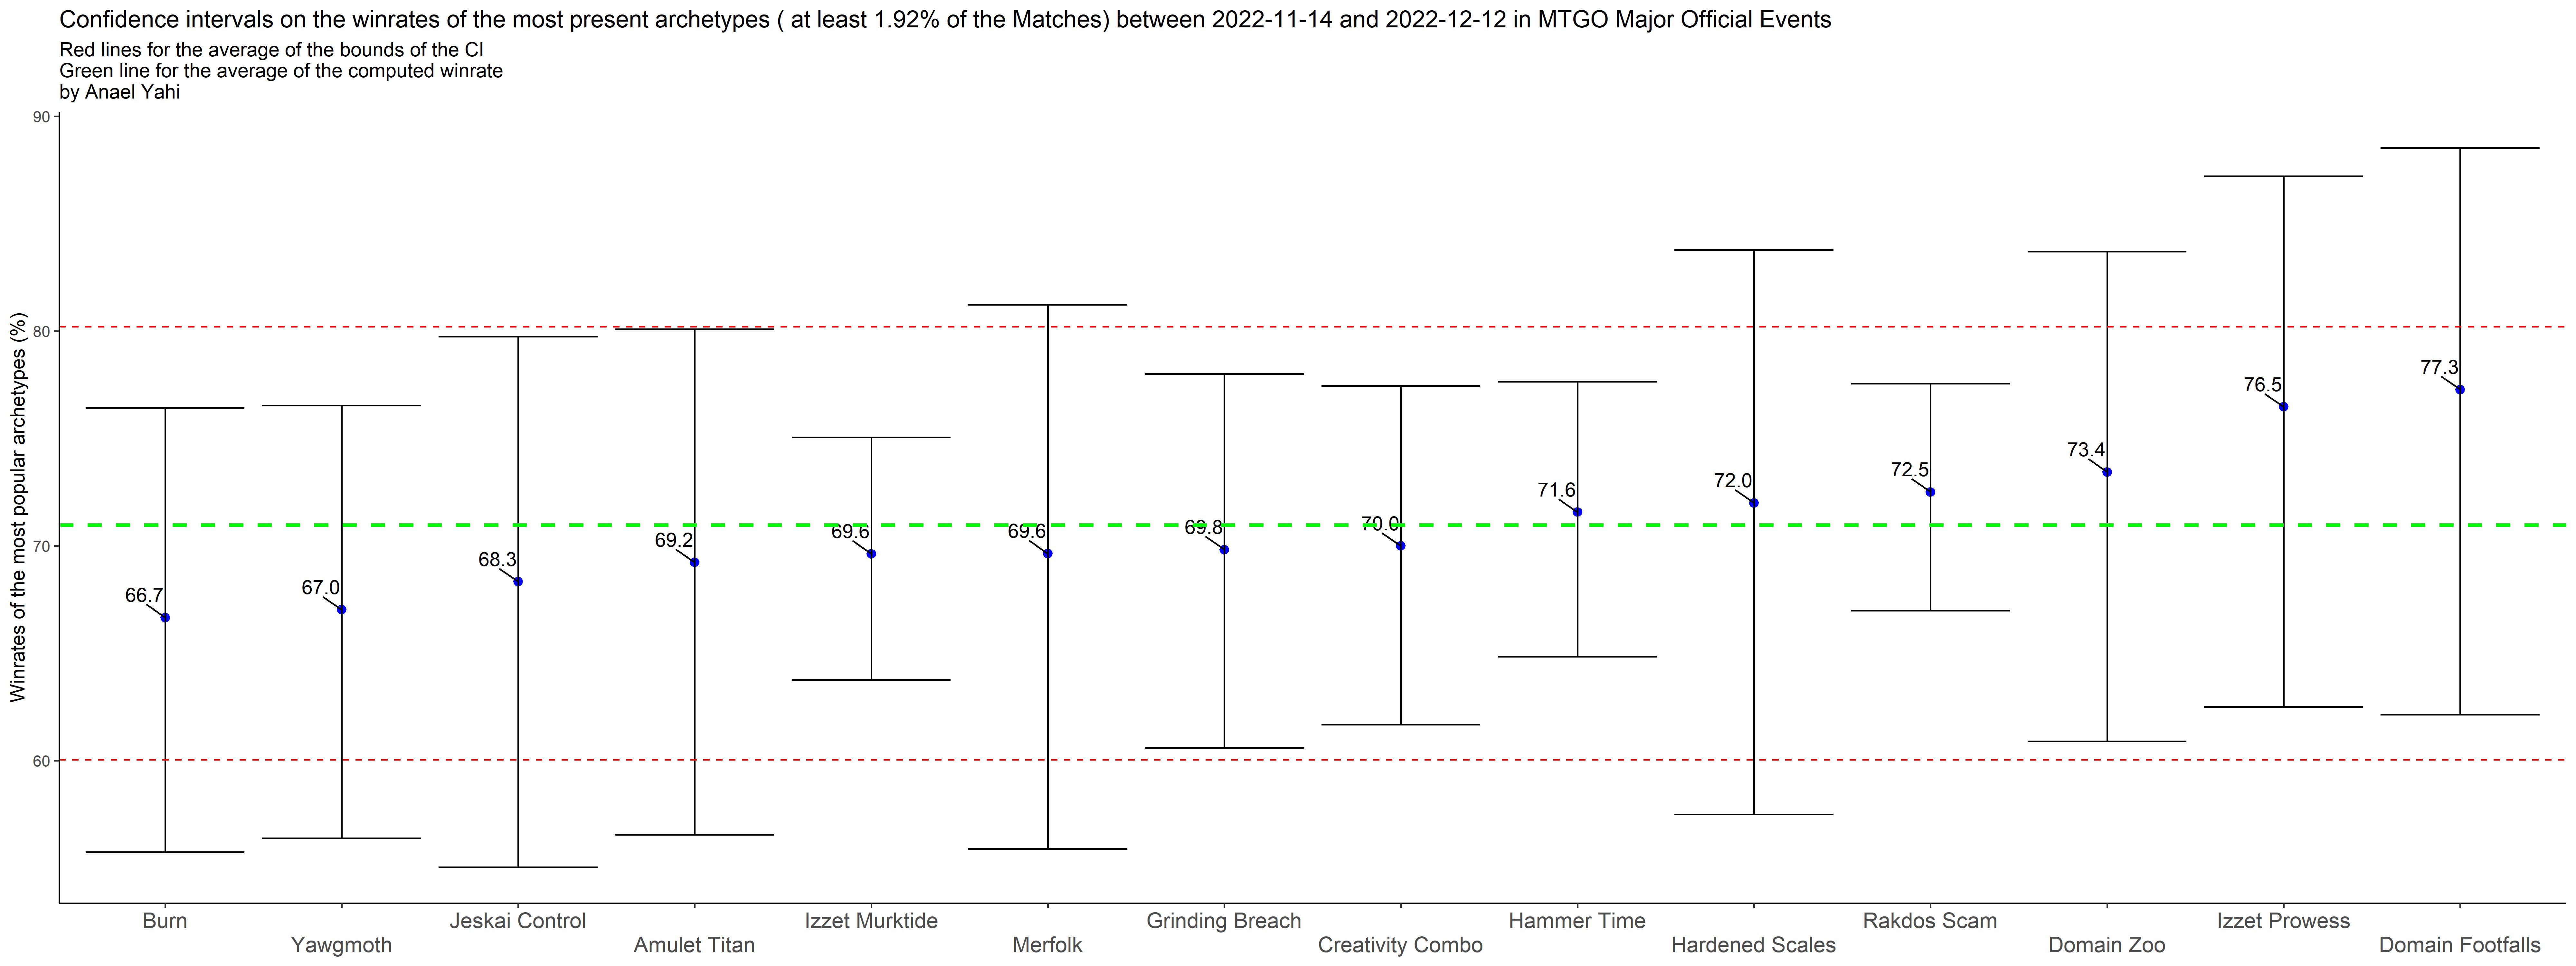 Confidence intervals on the winrates of the most present archetypes ( at least 1.92% of the Matches) between 2022-11-14 and 2022-12-12 in MTGO Major Official Events
Red lines for the average of the bounds of the CI
Green line for the average of the computed winrate
by Anael Yahi
Winrates of the most popular archetypes (%)
90
80
70
60
66.7
67.0
68.3
69.2
69.6
69.6
69.8
70.0
71.6
72.0
72.5
73.4
76.5
77.3
Burn
Yawgmoth
Jeskai Control
Amulet Titan
Izzet Murktide
Merfolk
Grinding Breach
Creativity Combo
Hammer Time
Hardened Scales
Rakdos Scam
Domain Zoo
Izzet Prowess
Domain Footfalls